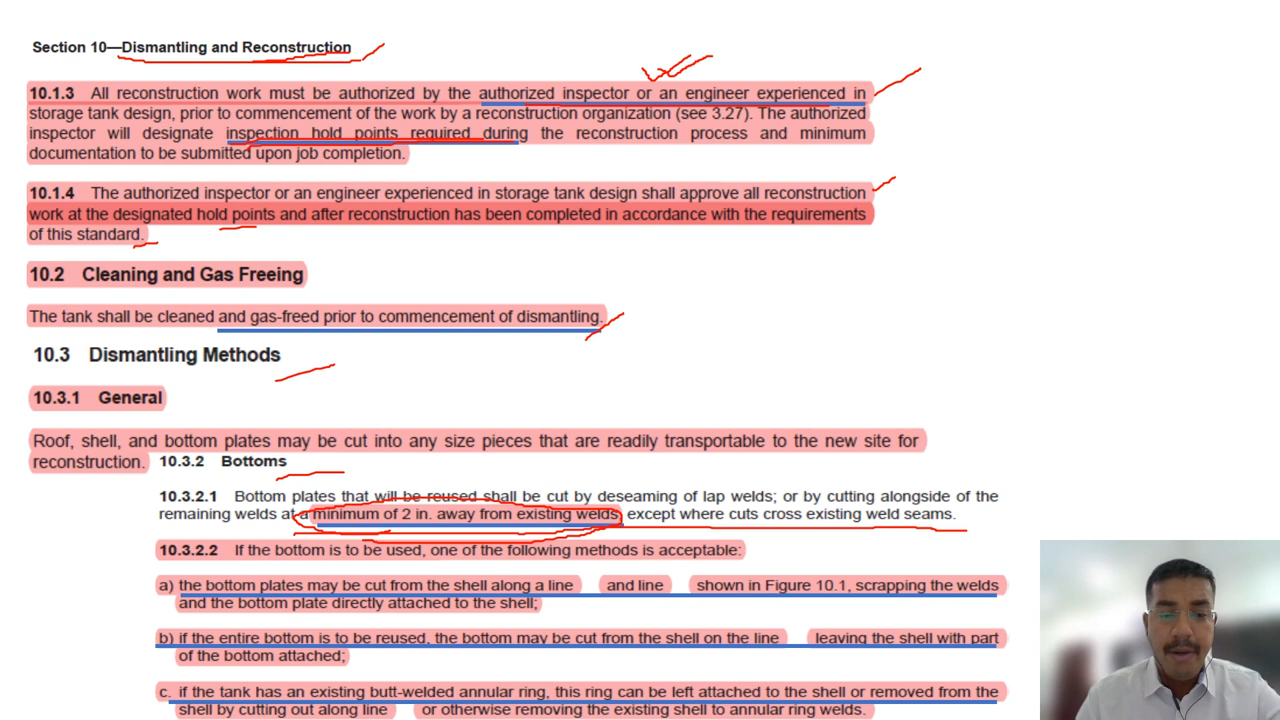 Section 10—Dismantling and Reconstruction
10.1.3 All reconstruction work must be authorized by the authorized inspector or an engineer experienced in
storage tank design, prior to commencement of the work by a reconstruction organization (see 3.27). The authorized
inspector will designate inspection hold points required during the reconstruction process and minimum
documentation to be submitted upon job completion.
10.1.4 The authorized inspector or an engineer experienced in storage tank design shall approve all reconstruction
work at the designated hold points and after reconstruction has been completed in accordance with the requirements
of this standard.
10.2 Cleaning and Gas Freeing
The tank shall be cleaned and gas-freed prior to commencement of dismantling.
10.3 Dismantling Methods
10.3.1 General
Roof, shell, and bottom plates may be cut into any size pieces that are readily transportable to the new site for
reconstruction.
10.3.2 Bottoms
10.3.2.1 Bottom plates that will be reused shall be cut by deseaming of lap welds; or by cutting alongside of the
remaining welds at a minimum of 2 in. away from existing welds, except where cuts cross existing weld seams.
10.3.2.2 If the bottom is to be used, one of the following methods is acceptable:
a) the bottom plates may be cut from the shell along a line and line shown in Figure 10.1, scrapping the welds
and the bottom plate directly attached to the shell;
b) if the entire bottom is to be reused, the bottom may be cut from the shell on the line leaving the shell with part
of the bottom attached;
c. if the tank has an existing butt-welded annular ring, this ring can be left attached to the shell or removed from the
shell by cutting out along line or otherwise removing the existing shell to annular ring welds.